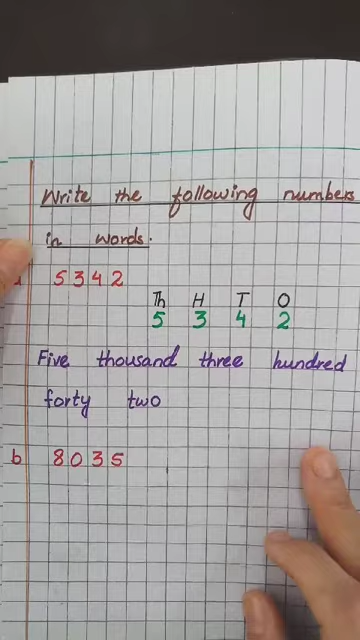 Write the following numbers
in words.
5342
Th H T O
5 3 4 2
Five thousand three hundred
forty two
b 8035